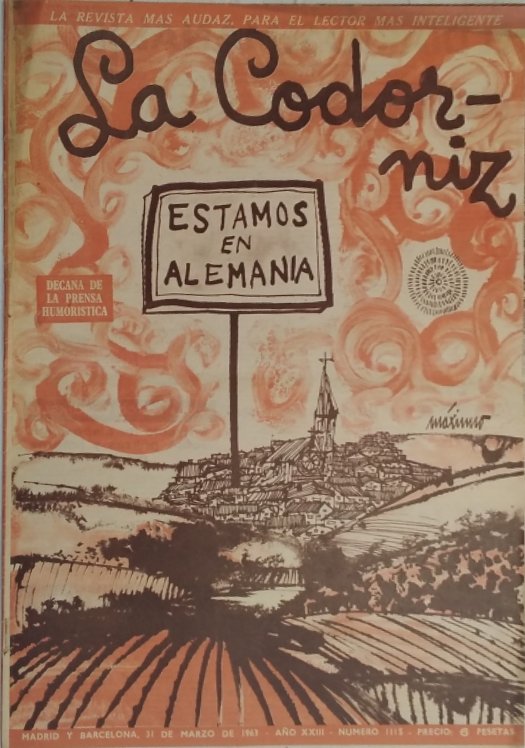 LA REVISTA MAS AUDAZ, PARA EL LECTOR MAS INTELIGENTE
La Codor-
niz
ESTAMOS
EN
ALEMANIA
DECANA DE
LA PRENSA
HUMORISTICA
máximo
MADRID Y BARCELONA, 31 DE MARZO DE 1963 - AÑO XXIII - NUMERO 1115 - PRECIO: 6 PESETAS